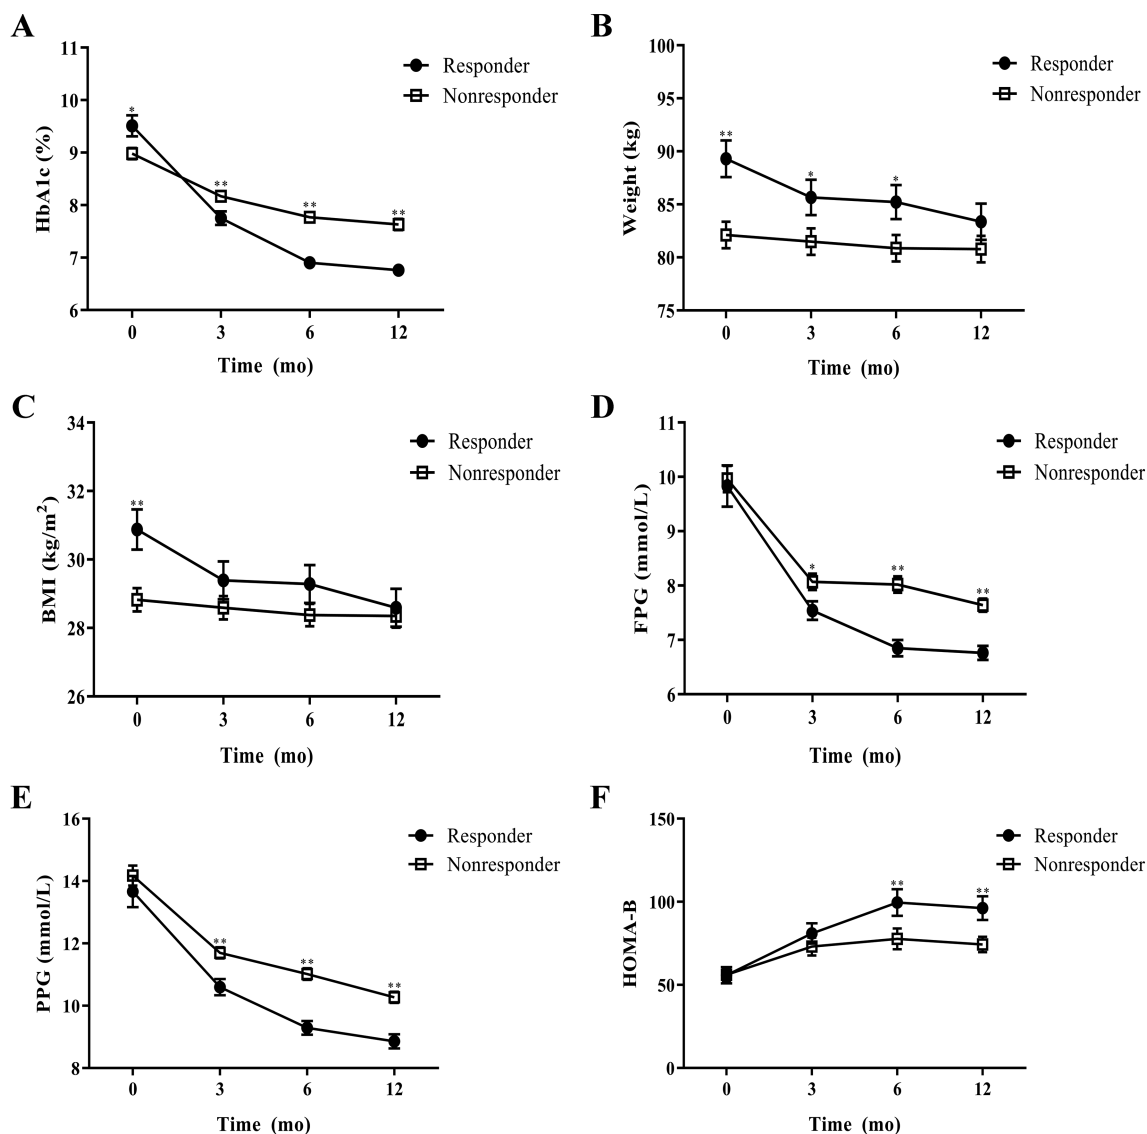 A
HbA1c (%)
11
10
9
8
7
6
*
**
**
**
Responder
Nonresponder
0 3 6 12
Time (mo)
B
Weight (kg)
100
95
90
85
80
75
**
*
*
Responder
Nonresponder
0 3 6 12
Time (mo)
C
BMI (kg/m²)
34
32
30
28
26
**
Responder
Nonresponder
0 3 6 12
Time (mo)
D
FPG (mmol/L)
11
10
9
8
7
6
*
**
**
Responder
Nonresponder
0 3 6 12
Time (mo)
E
PPG (mmol/L)
16
14
12
10
8
**
**
**
Responder
Nonresponder
0 3 6 12
Time (mo)
F
HOMA-B
150
100
50
0
**
**
Responder
Nonresponder
0 3 6 12
Time (mo)